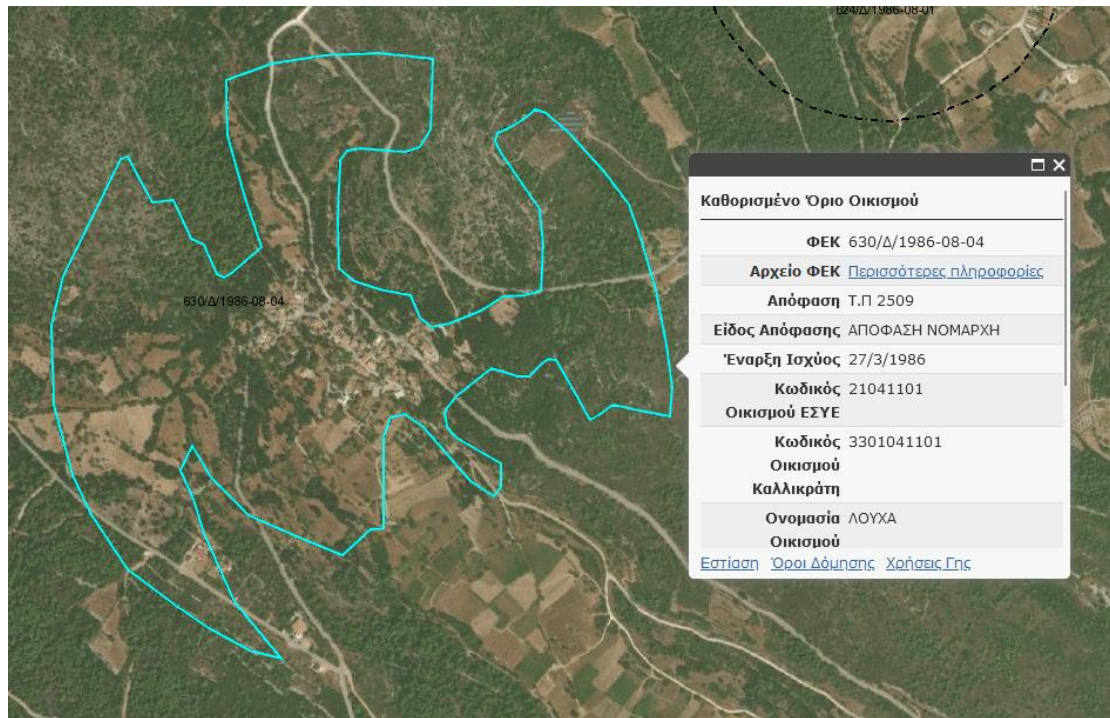 624/Δ/1986-08-01
Καθορισμένο Όριο Οικισμού
ΦΕΚ 630/Δ/1986-08-04
Αρχείο ΦΕΚ Περισσότερες πληροφορίες
Απόφαση Τ.Π 2509
Είδος Απόφασης ΑΠΟΦΑΣΗ ΝΟΜΑΡΧΗ
Έναρξη Ισχύος 27/3/1986
630/Δ/1986-08-04
Κωδικός 21041101
Οικισμού ΕΣΥΕ
Κωδικός 3301041101
Οικισμού
Καλλικράτη
Ονομασία ΛΟΥΧΑ
Οικισμού
Εστίαση Όροι Δόμησης Χρήσεις Γης